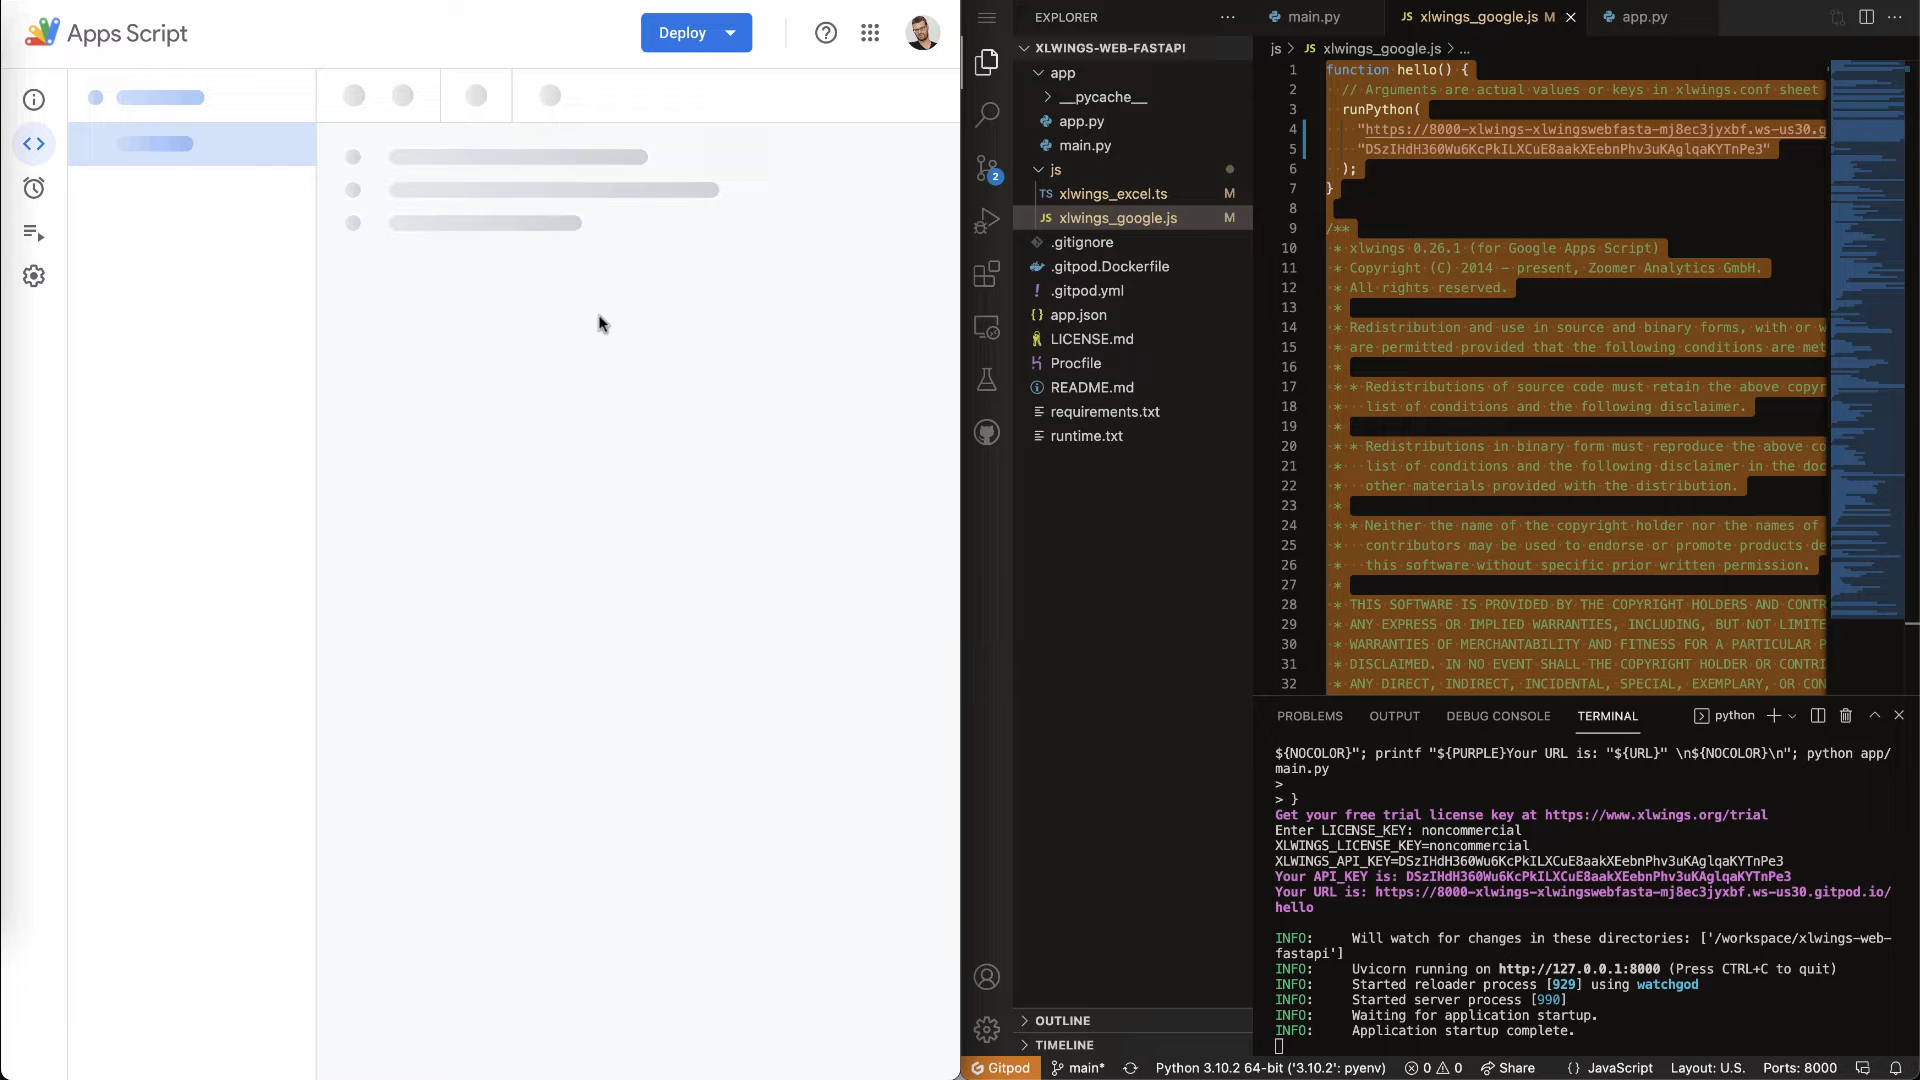 Apps Script
Deploy
EXPLORER
XLWINGS-WEB-FASTAPI
app
__pycache__
app.py
main.py
js
TS xlwings_excel.ts M
JS xlwings_google.js M
.gitignore
.gitpod.Dockerfile
! .gitpod.yml
{} app.json
LICENSE.md
Procfile
README.md
requirements.txt
runtime.txt
2
OUTLINE
TIMELINE
main.py
JS xlwings_google.js M
app.py
js > JS xlwings_google.js > ...
1 function hello() {
2 // Arguments are actual values or keys in xlwings.conf sheet
3 runPython(
4 "https://8000-xlwings-xlwingswebfasta-mj8ec3jyxbf.ws-us30.g
5 "DSzIHdH360Wu6KcPkILXCuE8aakXEebnPhv3uKAglqaKYTnPe3"
6 );
7 }
8
9 /**
10 * xlwings 0.26.1 (for Google Apps Script)
11 * Copyright (C) 2014 - present, Zoomer Analytics GmbH.
12 * All rights reserved.
13 *
14 * Redistribution and use in source and binary forms, with or w
15 * are permitted provided that the following conditions are met
16 *
17 * * Redistributions of source code must retain the above copyr
18 * list of conditions and the following disclaimer.
19 *
20 * * Redistributions in binary form must reproduce the above co
21 * list of conditions and the following disclaimer in the doc
22 * other materials provided with the distribution.
23 *
24 * * Neither the name of the copyright holder nor the names of
25 * contributors may be used to endorse or promote products de
26 * this software without specific prior written permission.
27 *
28 * THIS SOFTWARE IS PROVIDED BY THE COPYRIGHT HOLDERS AND CONTR
29 * ANY EXPRESS OR IMPLIED WARRANTIES, INCLUDING, BUT NOT LIMITE
30 * WARRANTIES OF MERCHANTABILITY AND FITNESS FOR A PARTICULAR P
31 * DISCLAIMED. IN NO EVENT SHALL THE COPYRIGHT HOLDER OR CONTRI
32 * ANY DIRECT, INDIRECT, INCIDENTAL, SPECIAL, EXEMPLARY, OR CON
PROBLEMS OUTPUT DEBUG CONSOLE TERMINAL python
${NOCOLOR}"; printf "${PURPLE}Your URL is: "${URL}" \n${NOCOLOR}\n"; python app/
main.py
>
> }
Get your free trial license key at https://www.xlwings.org/trial
Enter LICENSE_KEY: noncommercial
XLWINGS_LICENSE_KEY=noncommercial
XLWINGS_API_KEY=DSzIHdH360Wu6KcPkILXCuE8aakXEebnPhv3uKAglqaKYTnPe3
Your API_KEY is: DSzIHdH360Wu6KcPkILXCuE8aakXEebnPhv3uKAglqaKYTnPe3
Your URL is: https://8000-xlwings-xlwingswebfasta-mj8ec3jyxbf.ws-us30.gitpod.io/
hello
INFO: Will watch for changes in these directories: ['/workspace/xlwings-web-
fastapi']
INFO: Uvicorn running on http://127.0.0.1:8000 (Press CTRL+C to quit)
INFO: Started reloader process [929] using watchgod
INFO: Started server process [990]
INFO: Waiting for application startup.
INFO: Application startup complete.
Gitpod main* Python 3.10.2 64-bit ('3.10.2': pyenv) 0 0 Share {} JavaScript Layout: U.S. Ports: 8000